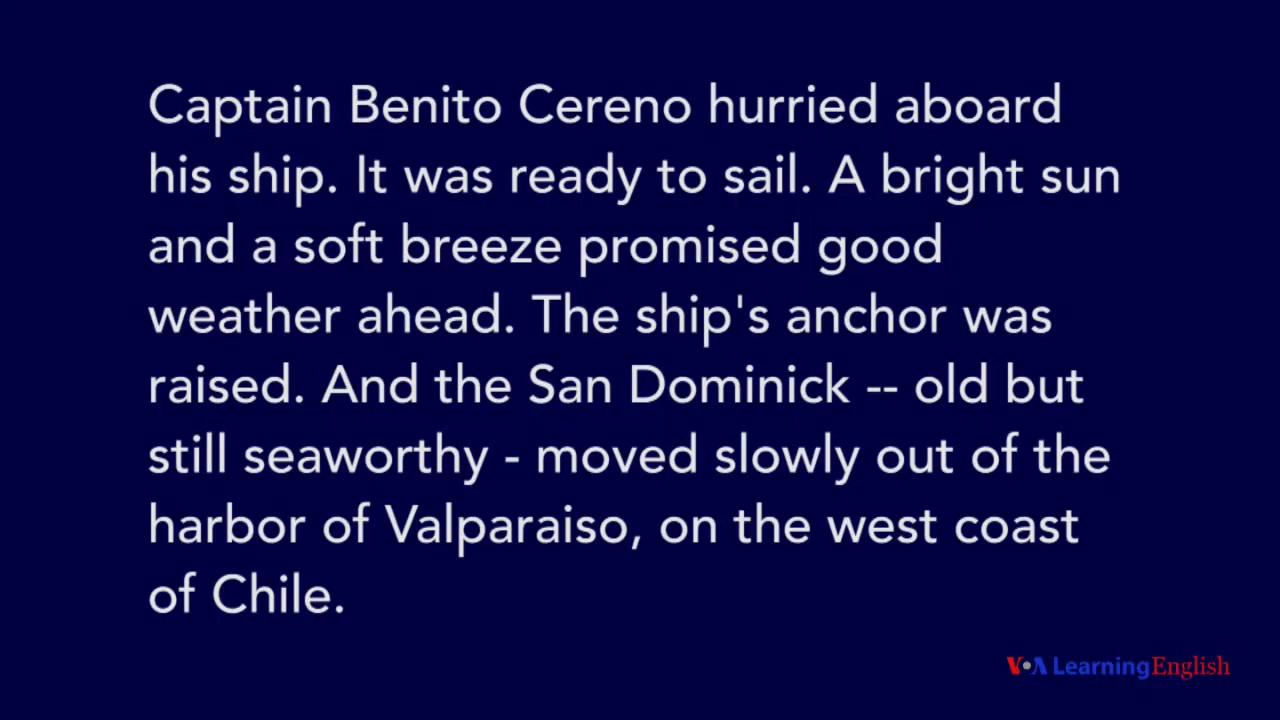 Captain Benito Cereno hurried aboard
his ship. It was ready to sail. A bright sun
and a soft breeze promised good
weather ahead. The ship's anchor was
raised. And the San Dominick -- old but
still seaworthy - moved slowly out of the
harbor of Valparaiso, on the west coast
of Chile.
VOA LearningEnglish